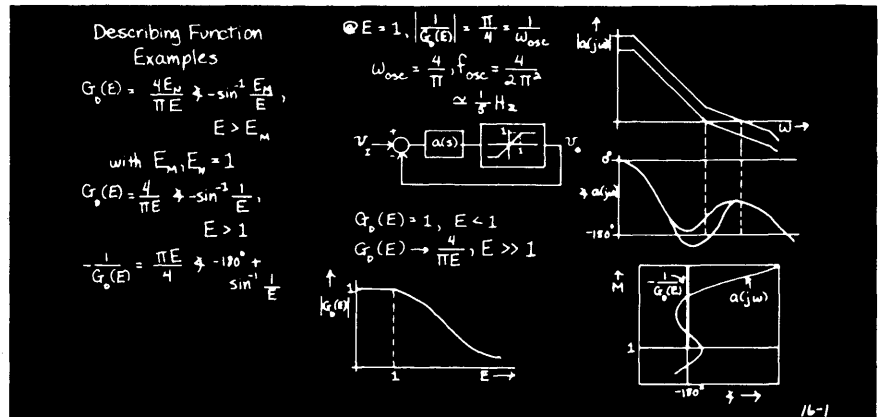 Describing Function
Examples
G_D(E) = 4E_N/πE ∡ -sin⁻¹ E_M/E ,
E > E_M
with E_M, E_N = 1
G_D(E) = 4/πE ∡ -sin⁻¹ 1/E ,
E > 1
-1/G_D(E) = πE/4 ∡ -180° +
sin⁻¹ 1/E
@ E = 1, |1/G_D(E)| = π/4 = 1/ω_osc
ω_osc = 4/π , f_osc = 4/2π²
≃ 1/5 Hz
v_I + - a(s) 1 1 v_o
G_D(E) = 1, E < 1
G_D(E) → 4/πE , E >> 1
↑
1
|G_D(E)|
1 E →
↑
|a(jω)|
ω →
0°
∡ a(jω)
-180°
↑
M
-1/G_D(E)
a(jω)
1
-180° ∡ →
16-1